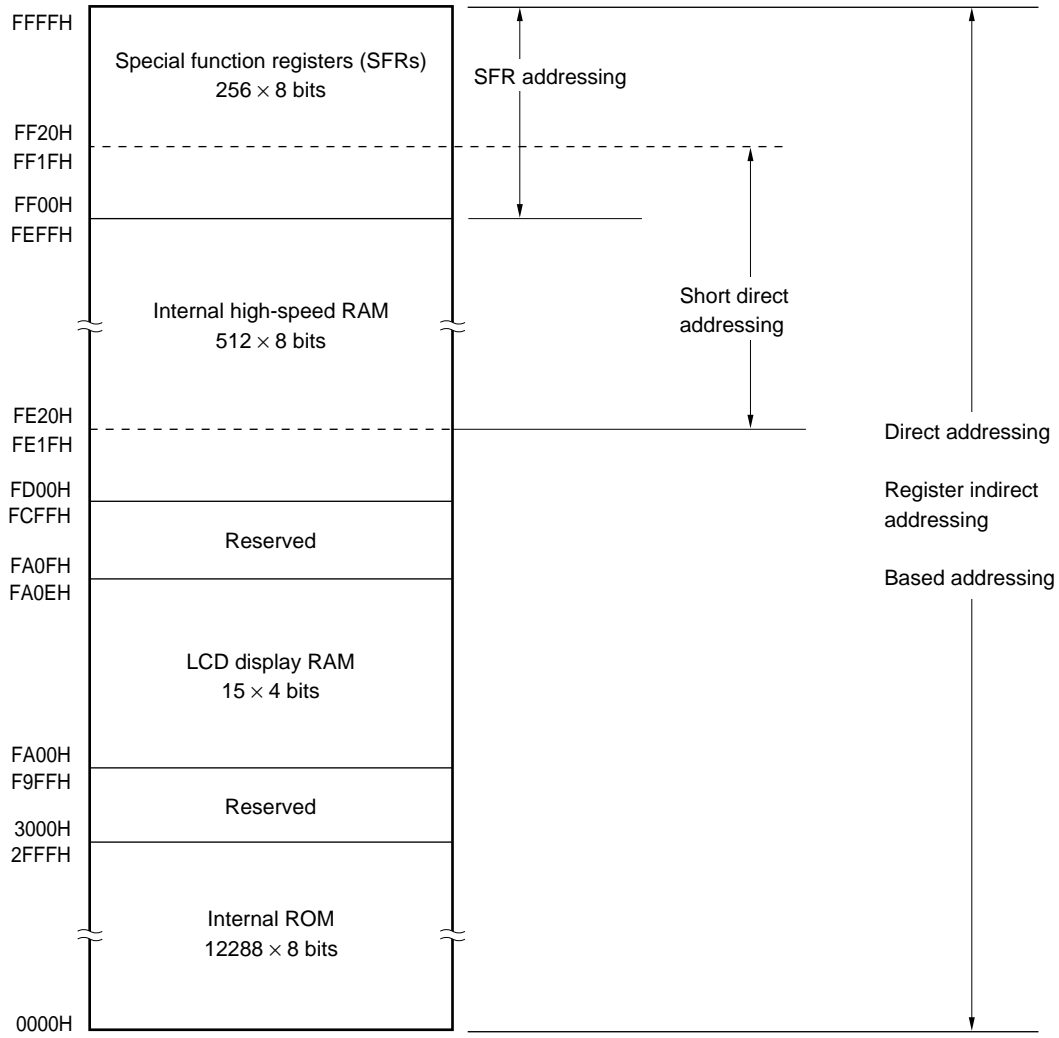 FFFFH
Special function registers (SFRs)
256 × 8 bits
SFR addressing
FF20H
FF1FH
FF00H
FEFFH
Internal high-speed RAM
512 × 8 bits
Short direct
addressing
FE20H
FE1FH
Direct addressing
Register indirect
addressing
Based addressing
FD00H
FCFFH
Reserved
FA0FH
FA0EH
LCD display RAM
15 × 4 bits
FA00H
F9FFH
Reserved
3000H
2FFFH
Internal ROM
12288 × 8 bits
0000H